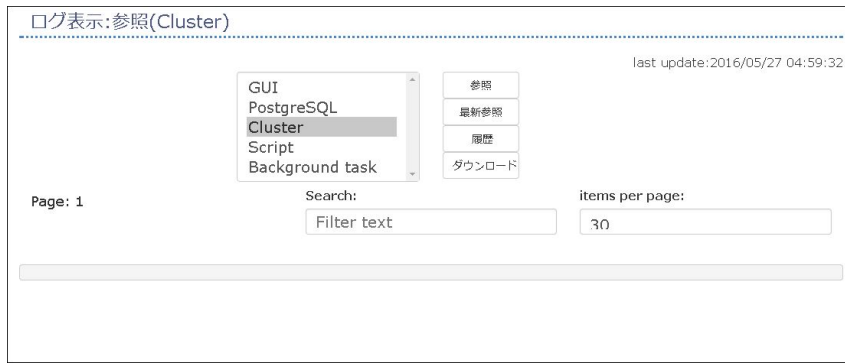 ログ表示:参照(Cluster)
last update:2016/05/27 04:59:32
GUI
PostgreSQL
Cluster
Script
Background task
参照
最新参照
履歴
ダウンロード
Page: 1
Search:
Filter text
items per page:
30